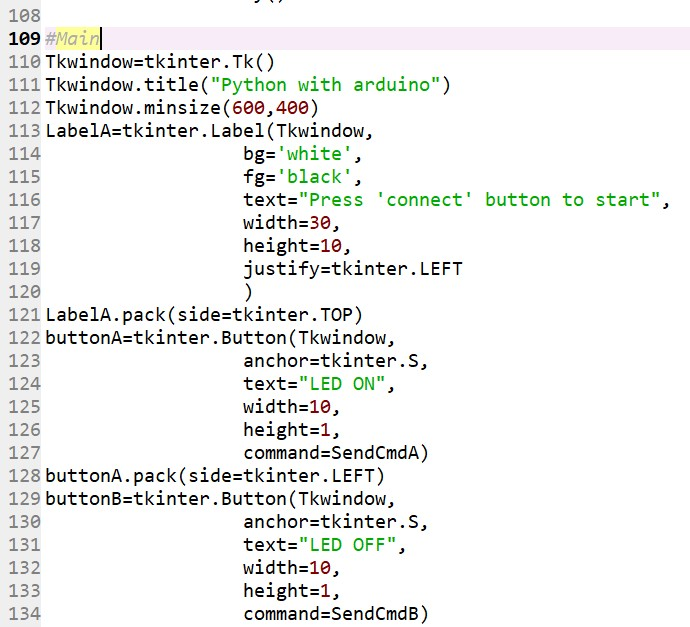 108
109 #Main
110 Tkwindow=tkinter.Tk()
111 Tkwindow.title("Python with arduino")
112 Tkwindow.minsize(600,400)
113 LabelA=tkinter.Label(Tkwindow,
114                     bg='white',
115                     fg='black',
116                     text="Press 'connect' button to start",
117                     width=30,
118                     height=10,
119                     justify=tkinter.LEFT
120                     )
121 LabelA.pack(side=tkinter.TOP)
122 buttonA=tkinter.Button(Tkwindow,
123                     anchor=tkinter.S,
124                     text="LED ON",
125                     width=10,
126                     height=1,
127                     command=SendCmdA)
128 buttonA.pack(side=tkinter.LEFT)
129 buttonB=tkinter.Button(Tkwindow,
130                     anchor=tkinter.S,
131                     text="LED OFF",
132                     width=10,
133                     height=1,
134                     command=SendCmdB)